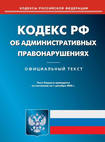 КОДЕКСЫ РОССИЙСКОЙ ФЕДЕРАЦИИ
КОДЕКС РФ
ОБ АДМИНИСТРАТИВНЫХ
ПРАВОНАРУШЕНИЯХ
ОФИЦИАЛЬНЫЙ ТЕКСТ